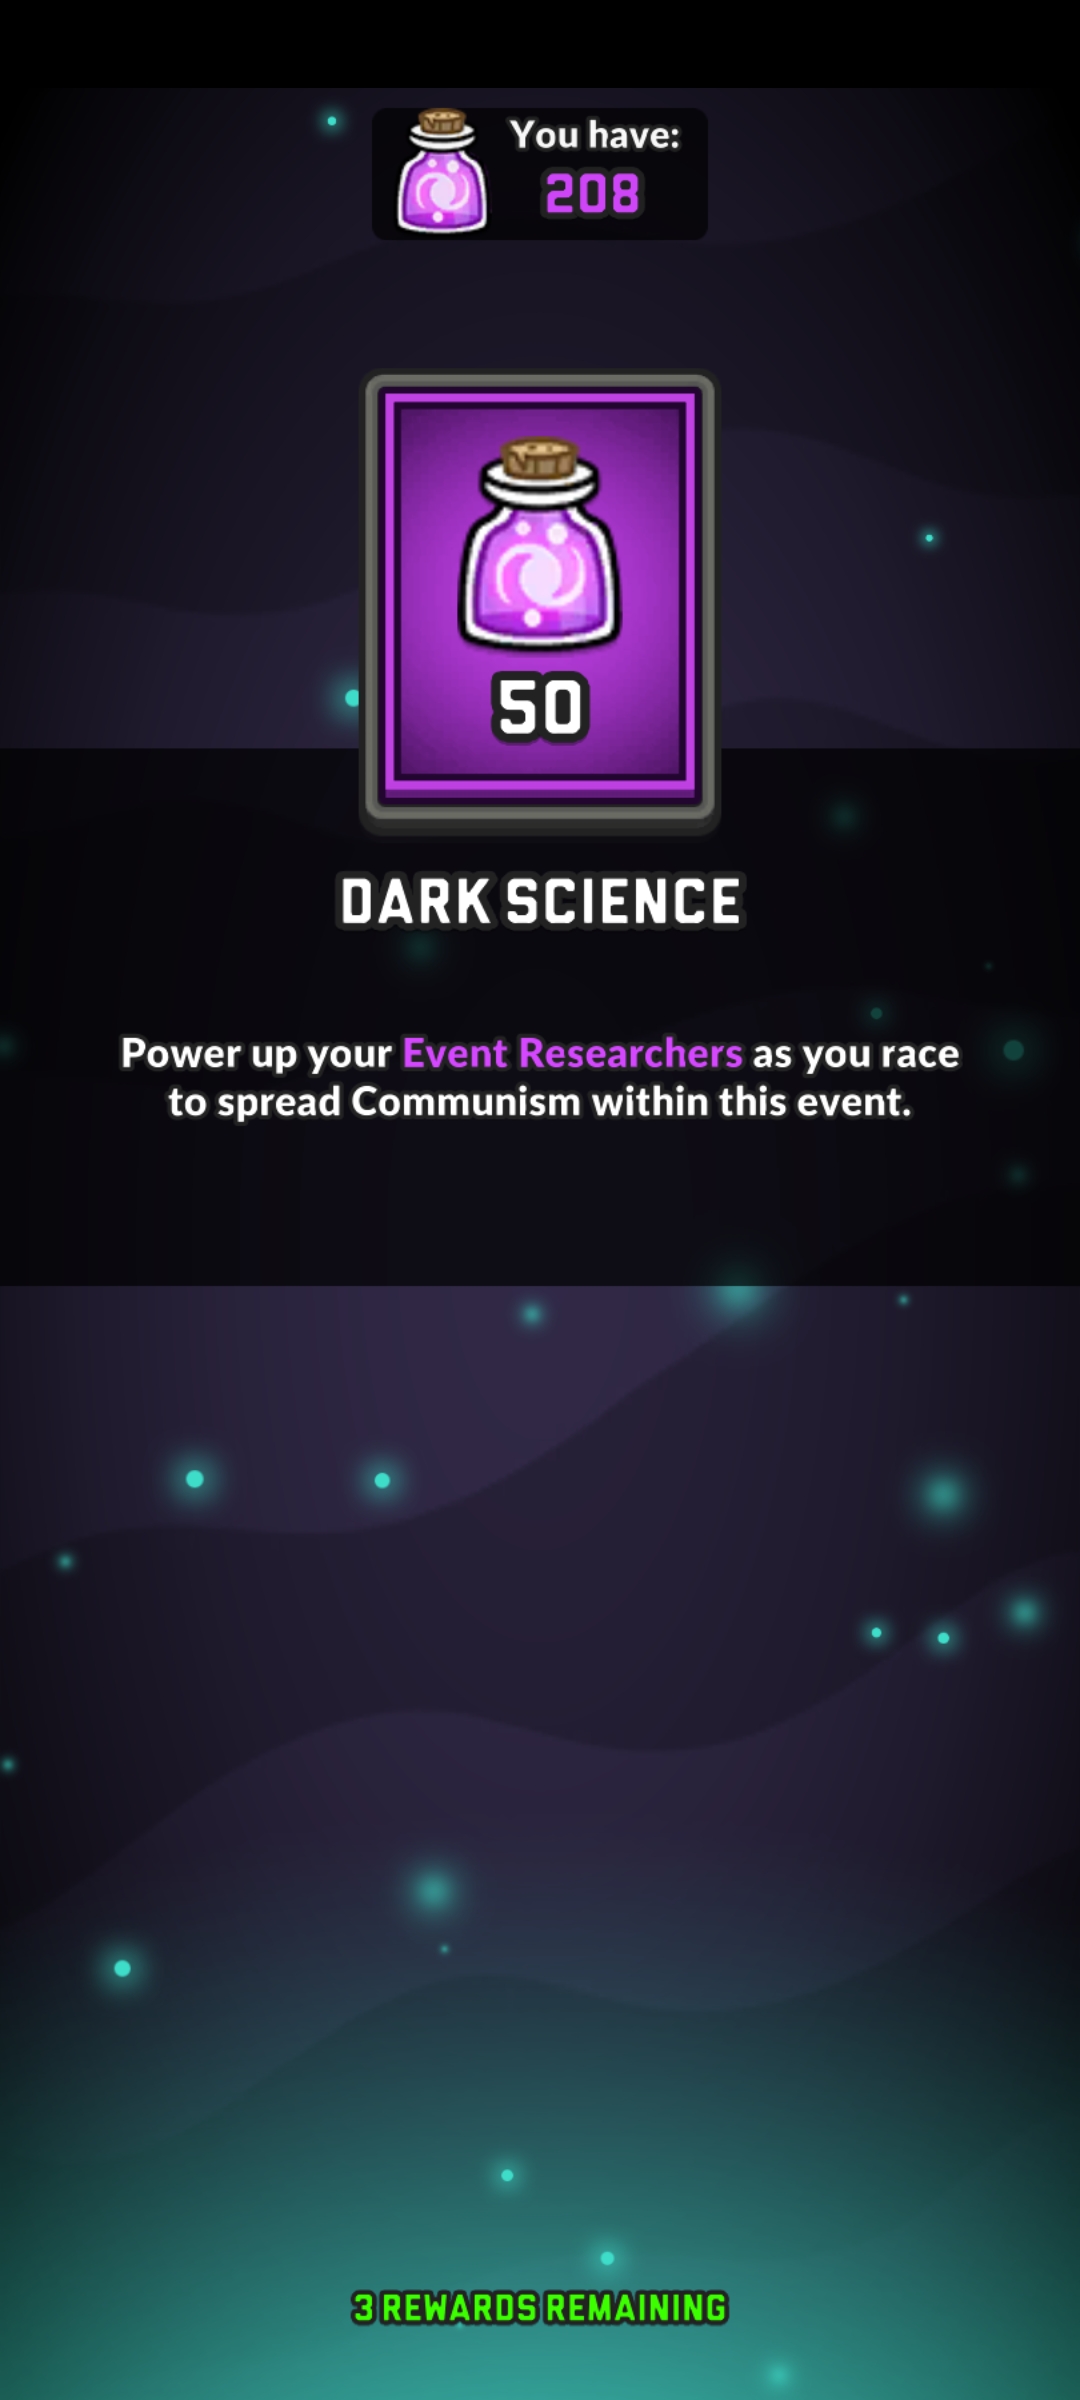 You have:
208
50
DARK SCIENCE
Power up your Event Researchers as you race
to spread Communism within this event.
3 REWARDS REMAINING